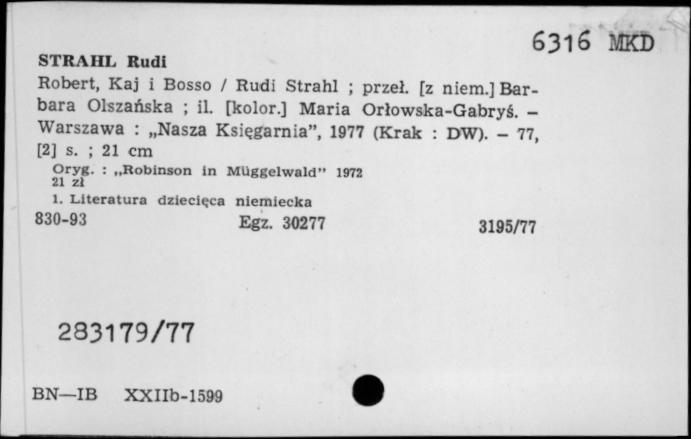 6316 MKD
STRAHL Rudi
Robert, Kaj i Bosso / Rudi Strahl ; przeł. [z niem.] Bar-
bara Olszańska ; il. [kolor.] Maria Orłowska-Gabryś. –
Warszawa : „Nasza Księgarnia”, 1977 (Krak : DW). – 77,
[2] s. ; 21 cm
Oryg. : „Robinson in Müggelwald” 1972
21 zł
1. Literatura dziecięca niemiecka
830-93 Egz. 30277 3195/77
283179/77
BN—IB XXIIb-1599